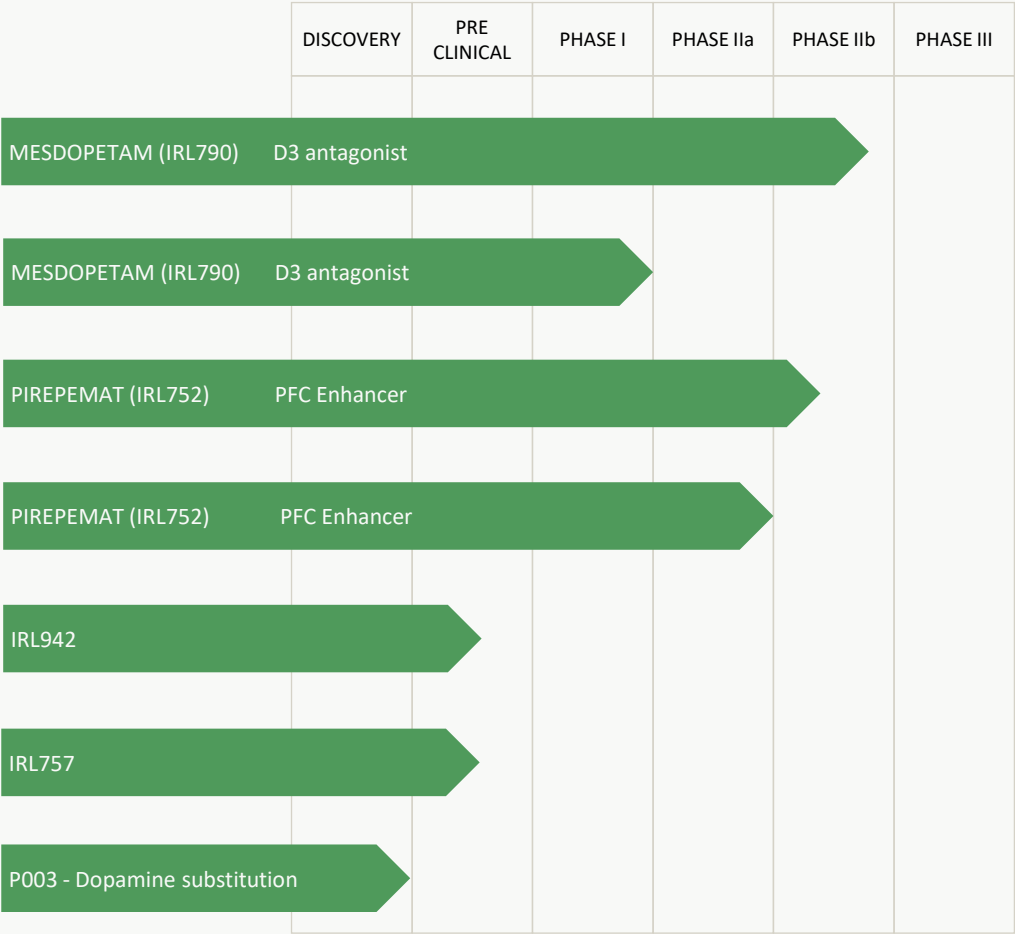 DISCOVERY
PRE
CLINICAL
PHASE I
PHASE IIa
PHASE IIb
PHASE III
MESDOPETAM (IRL790) D3 antagonist
MESDOPETAM (IRL790) D3 antagonist
PIREPEMAT (IRL752) PFC Enhancer
PIREPEMAT (IRL752) PFC Enhancer
IRL942
IRL757
P003 - Dopamine substitution